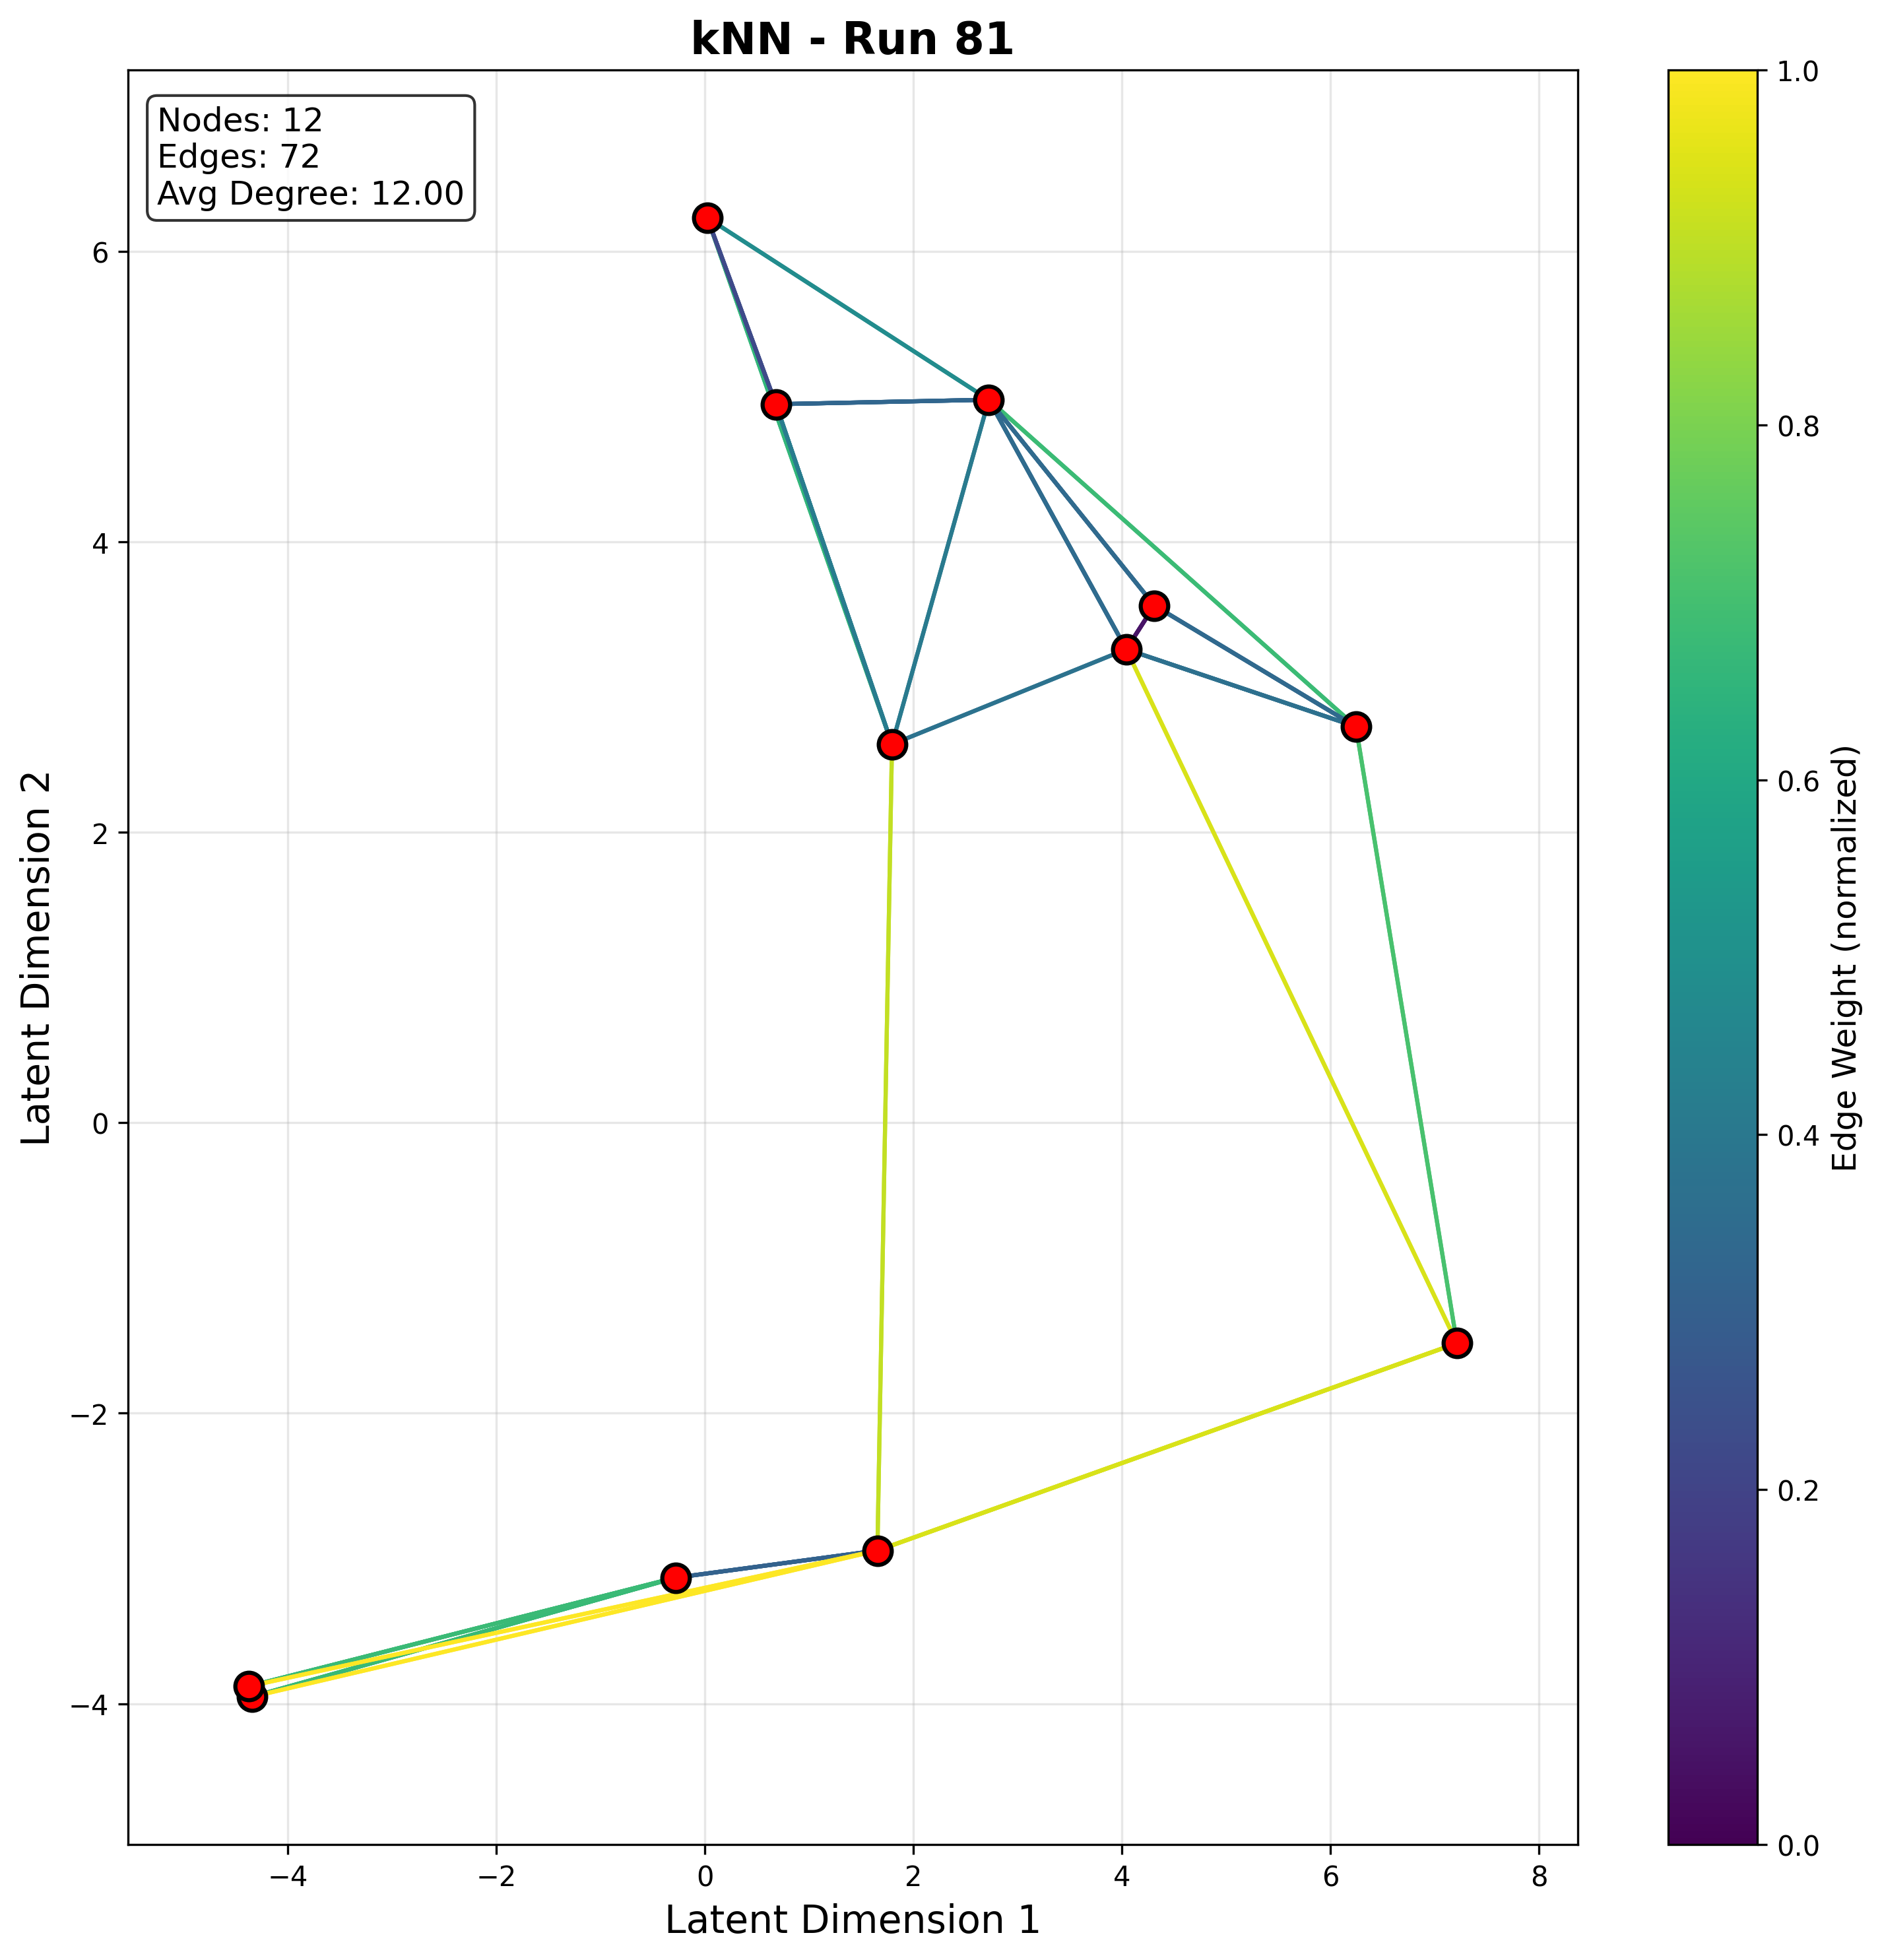 kNN - Run 81
Nodes: 12
Edges: 72
Avg Degree: 12.00
6
4
2
0
−2
−4
Latent Dimension 2
−4
−2
0
2
4
6
8
Latent Dimension 1
1.0
0.8
0.6
0.4
0.2
0.0
Edge Weight (normalized)